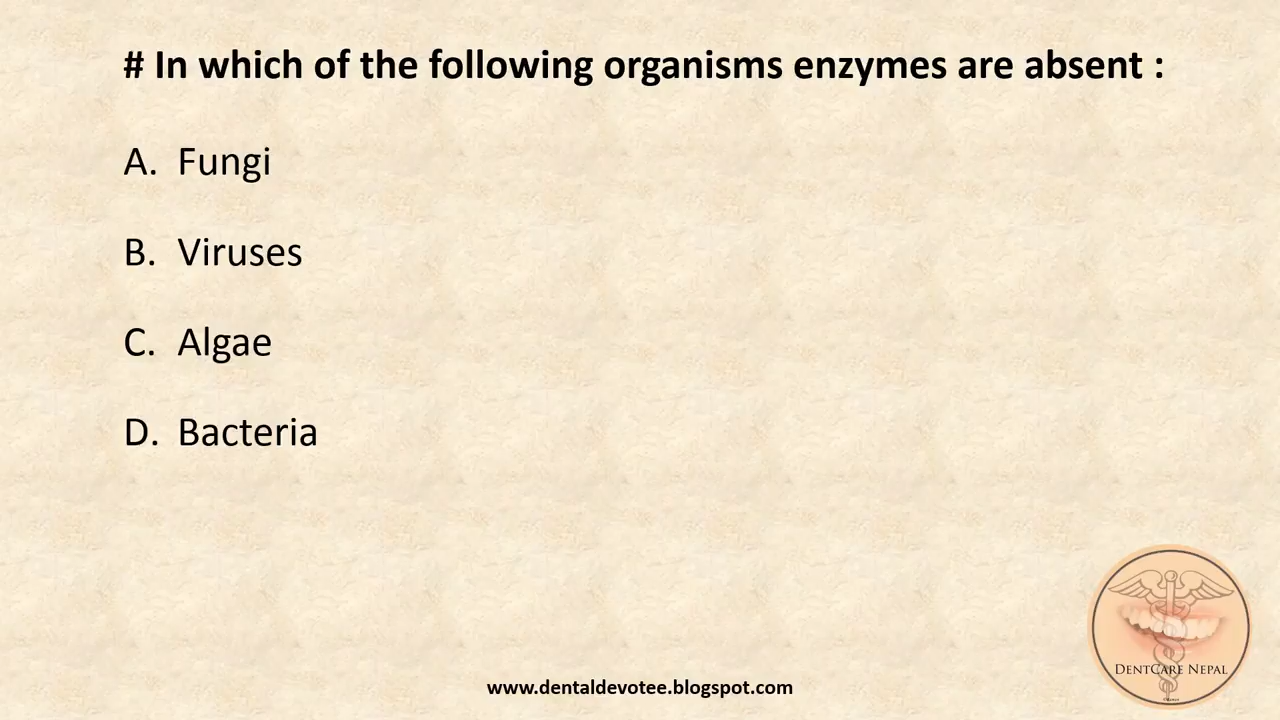 # In which of the following organisms enzymes are absent :
A. Fungi
B. Viruses
C. Algae
D. Bacteria
DENTCARE NEPAL
www.dentaldevotee.blogspot.com